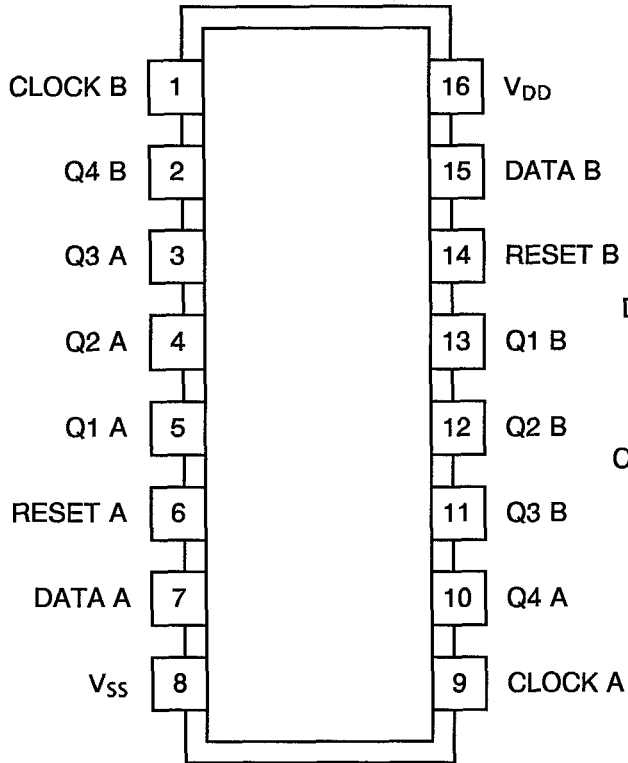 CLOCK B 1 16 VDD
Q4 B 2 15 DATA B
Q3 A 3 14 RESET B
D
Q2 A 4 13 Q1 B
Q1 A 5 12 Q2 B
C
RESET A 6 11 Q3 B
DATA A 7 10 Q4 A
VSS 8 9 CLOCK A